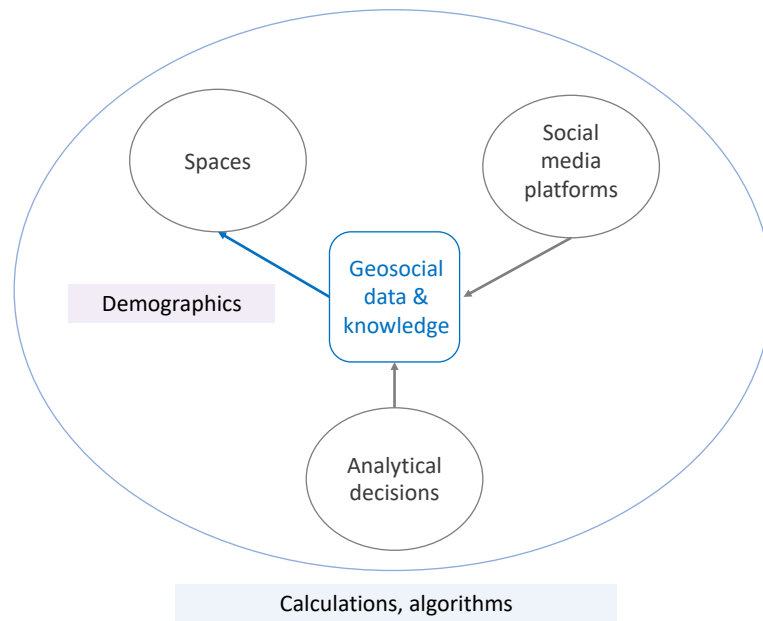 Spaces
Social
media
platforms
Geosocial
data &
knowledge
Demographics
Analytical
decisions
Calculations, algorithms